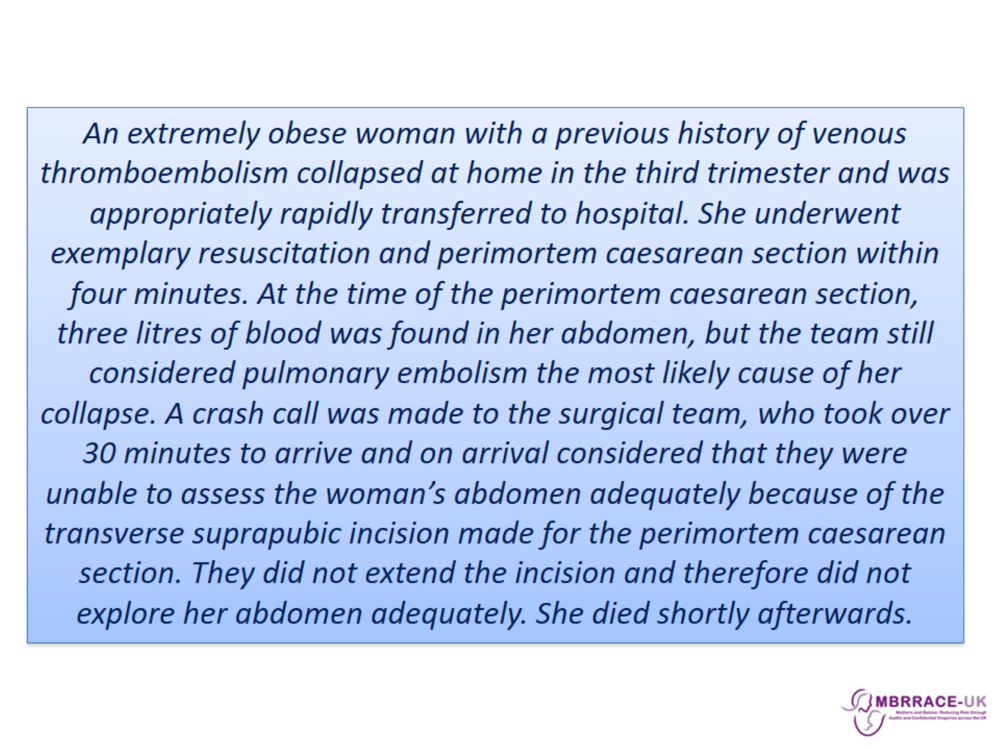 An extremely obese woman with a previous history of venous
thromboembolism collapsed at home in the third trimester and was
appropriately rapidly transferred to hospital. She underwent
exemplary resuscitation and perimortem caesarean section within
four minutes. At the time of the perimortem caesarean section,
three litres of blood was found in her abdomen, but the team still
considered pulmonary embolism the most likely cause of her
collapse. A crash call was made to the surgical team, who took over
30 minutes to arrive and on arrival considered that they were
unable to assess the woman’s abdomen adequately because of the
transverse suprapubic incision made for the perimortem caesarean
section. They did not extend the incision and therefore did not
explore her abdomen adequately. She died shortly afterwards.
MBRRACE-UK
Mothers and Babies: Reducing Risk through
Audits and Confidential Enquiries across the UK